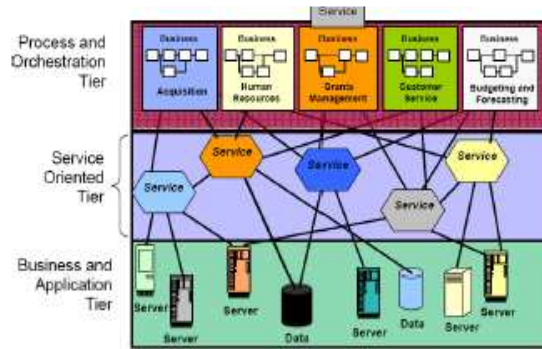 Service
Process and
Orchestration
Tier
Business
Acquisition
Business
Human
Resources
Business
Grants
Management
Business
Customer
Service
Business
Budgeting and
Forecasting
Service
Oriented
Tier
Service
Service
Service
Service
Service
Business and
Application
Tier
Server
Server
Server
Data
Server
Data
Server
Server